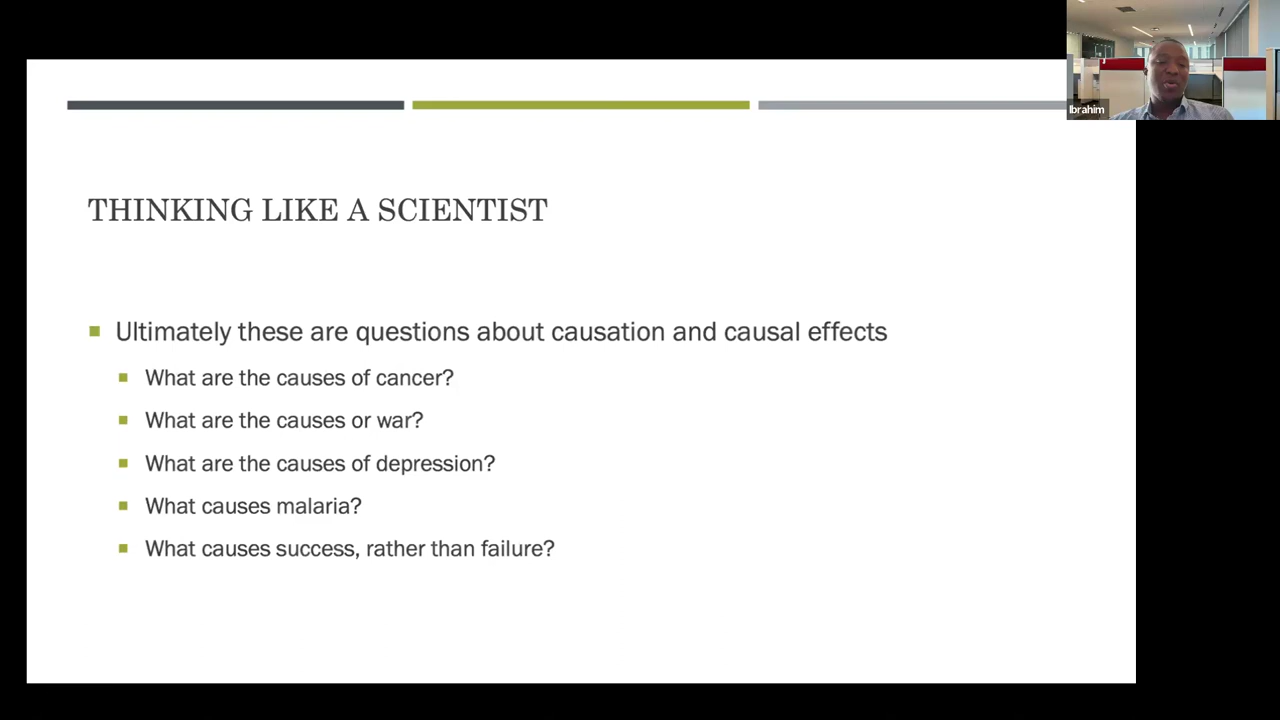 Ibrahim
THINKING LIKE A SCIENTIST
Ultimately these are questions about causation and causal effects
What are the causes of cancer?
What are the causes or war?
What are the causes of depression?
What causes malaria?
What causes success, rather than failure?